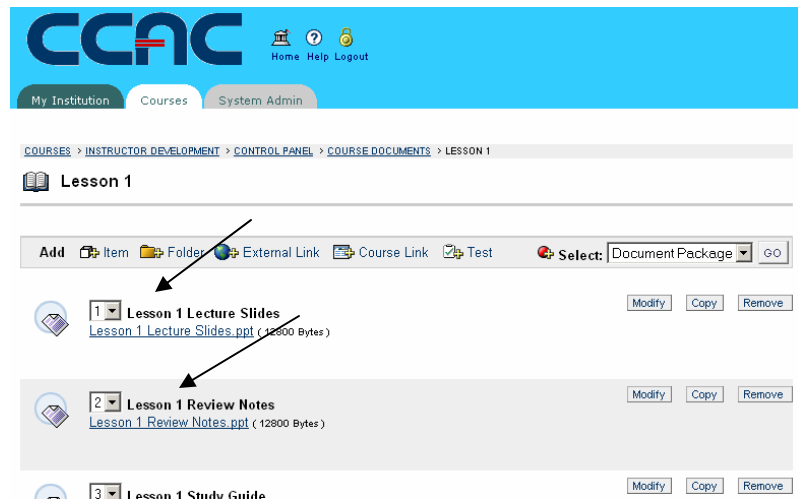 CCAC
Home Help Logout
My Institution Courses System Admin
COURSES > INSTRUCTOR DEVELOPMENT > CONTROL PANEL > COURSE DOCUMENTS > LESSON 1
Lesson 1
Add Item Folder External Link Course Link Test Select: Document Package GO
1 Lesson 1 Lecture Slides Modify Copy Remove
Lesson 1 Lecture Slides.ppt ( 12800 Bytes )
2 Lesson 1 Review Notes Modify Copy Remove
Lesson 1 Review Notes.ppt ( 12800 Bytes )
3 Lesson 1 Study Guide Modify Copy Remove